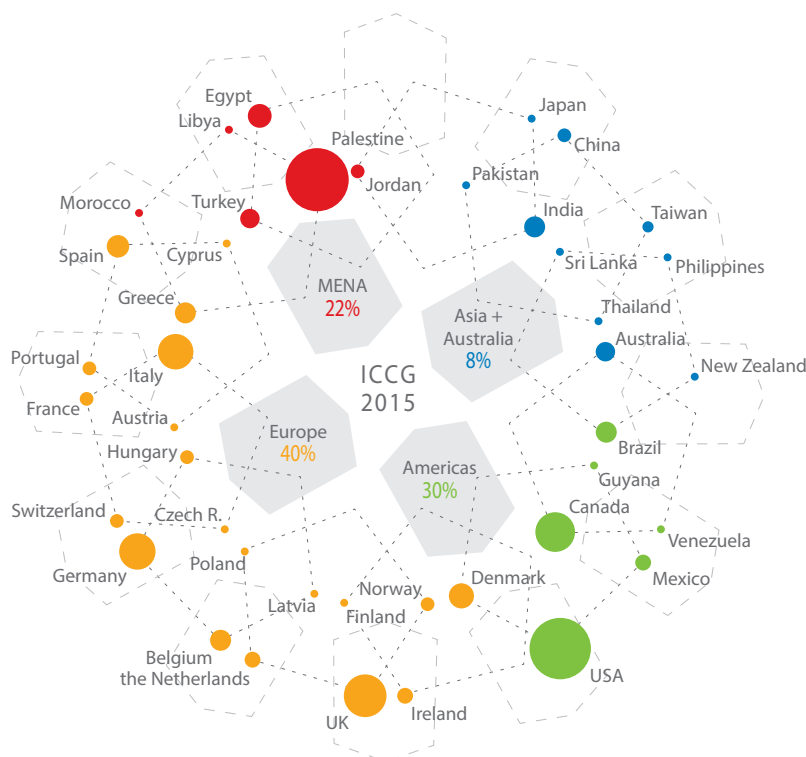 Egypt
Libya
Palestine
Jordan
Turkey
Morocco
Spain
Cyprus
Greece
MENA
22%
Japan
China
Pakistan
India
Taiwan
Sri Lanka
Philippines
Thailand
Australia
New Zealand
Asia +
Australia
8%
ICCG
2015
Portugal
Italy
France
Austria
Hungary
Europe
40%
Switzerland
Czech R.
Germany
Poland
Latvia
Finland
Norway
Denmark
Belgium
the Netherlands
UK
Ireland
Americas
30%
Brazil
Guyana
Canada
Venezuela
Mexico
USA